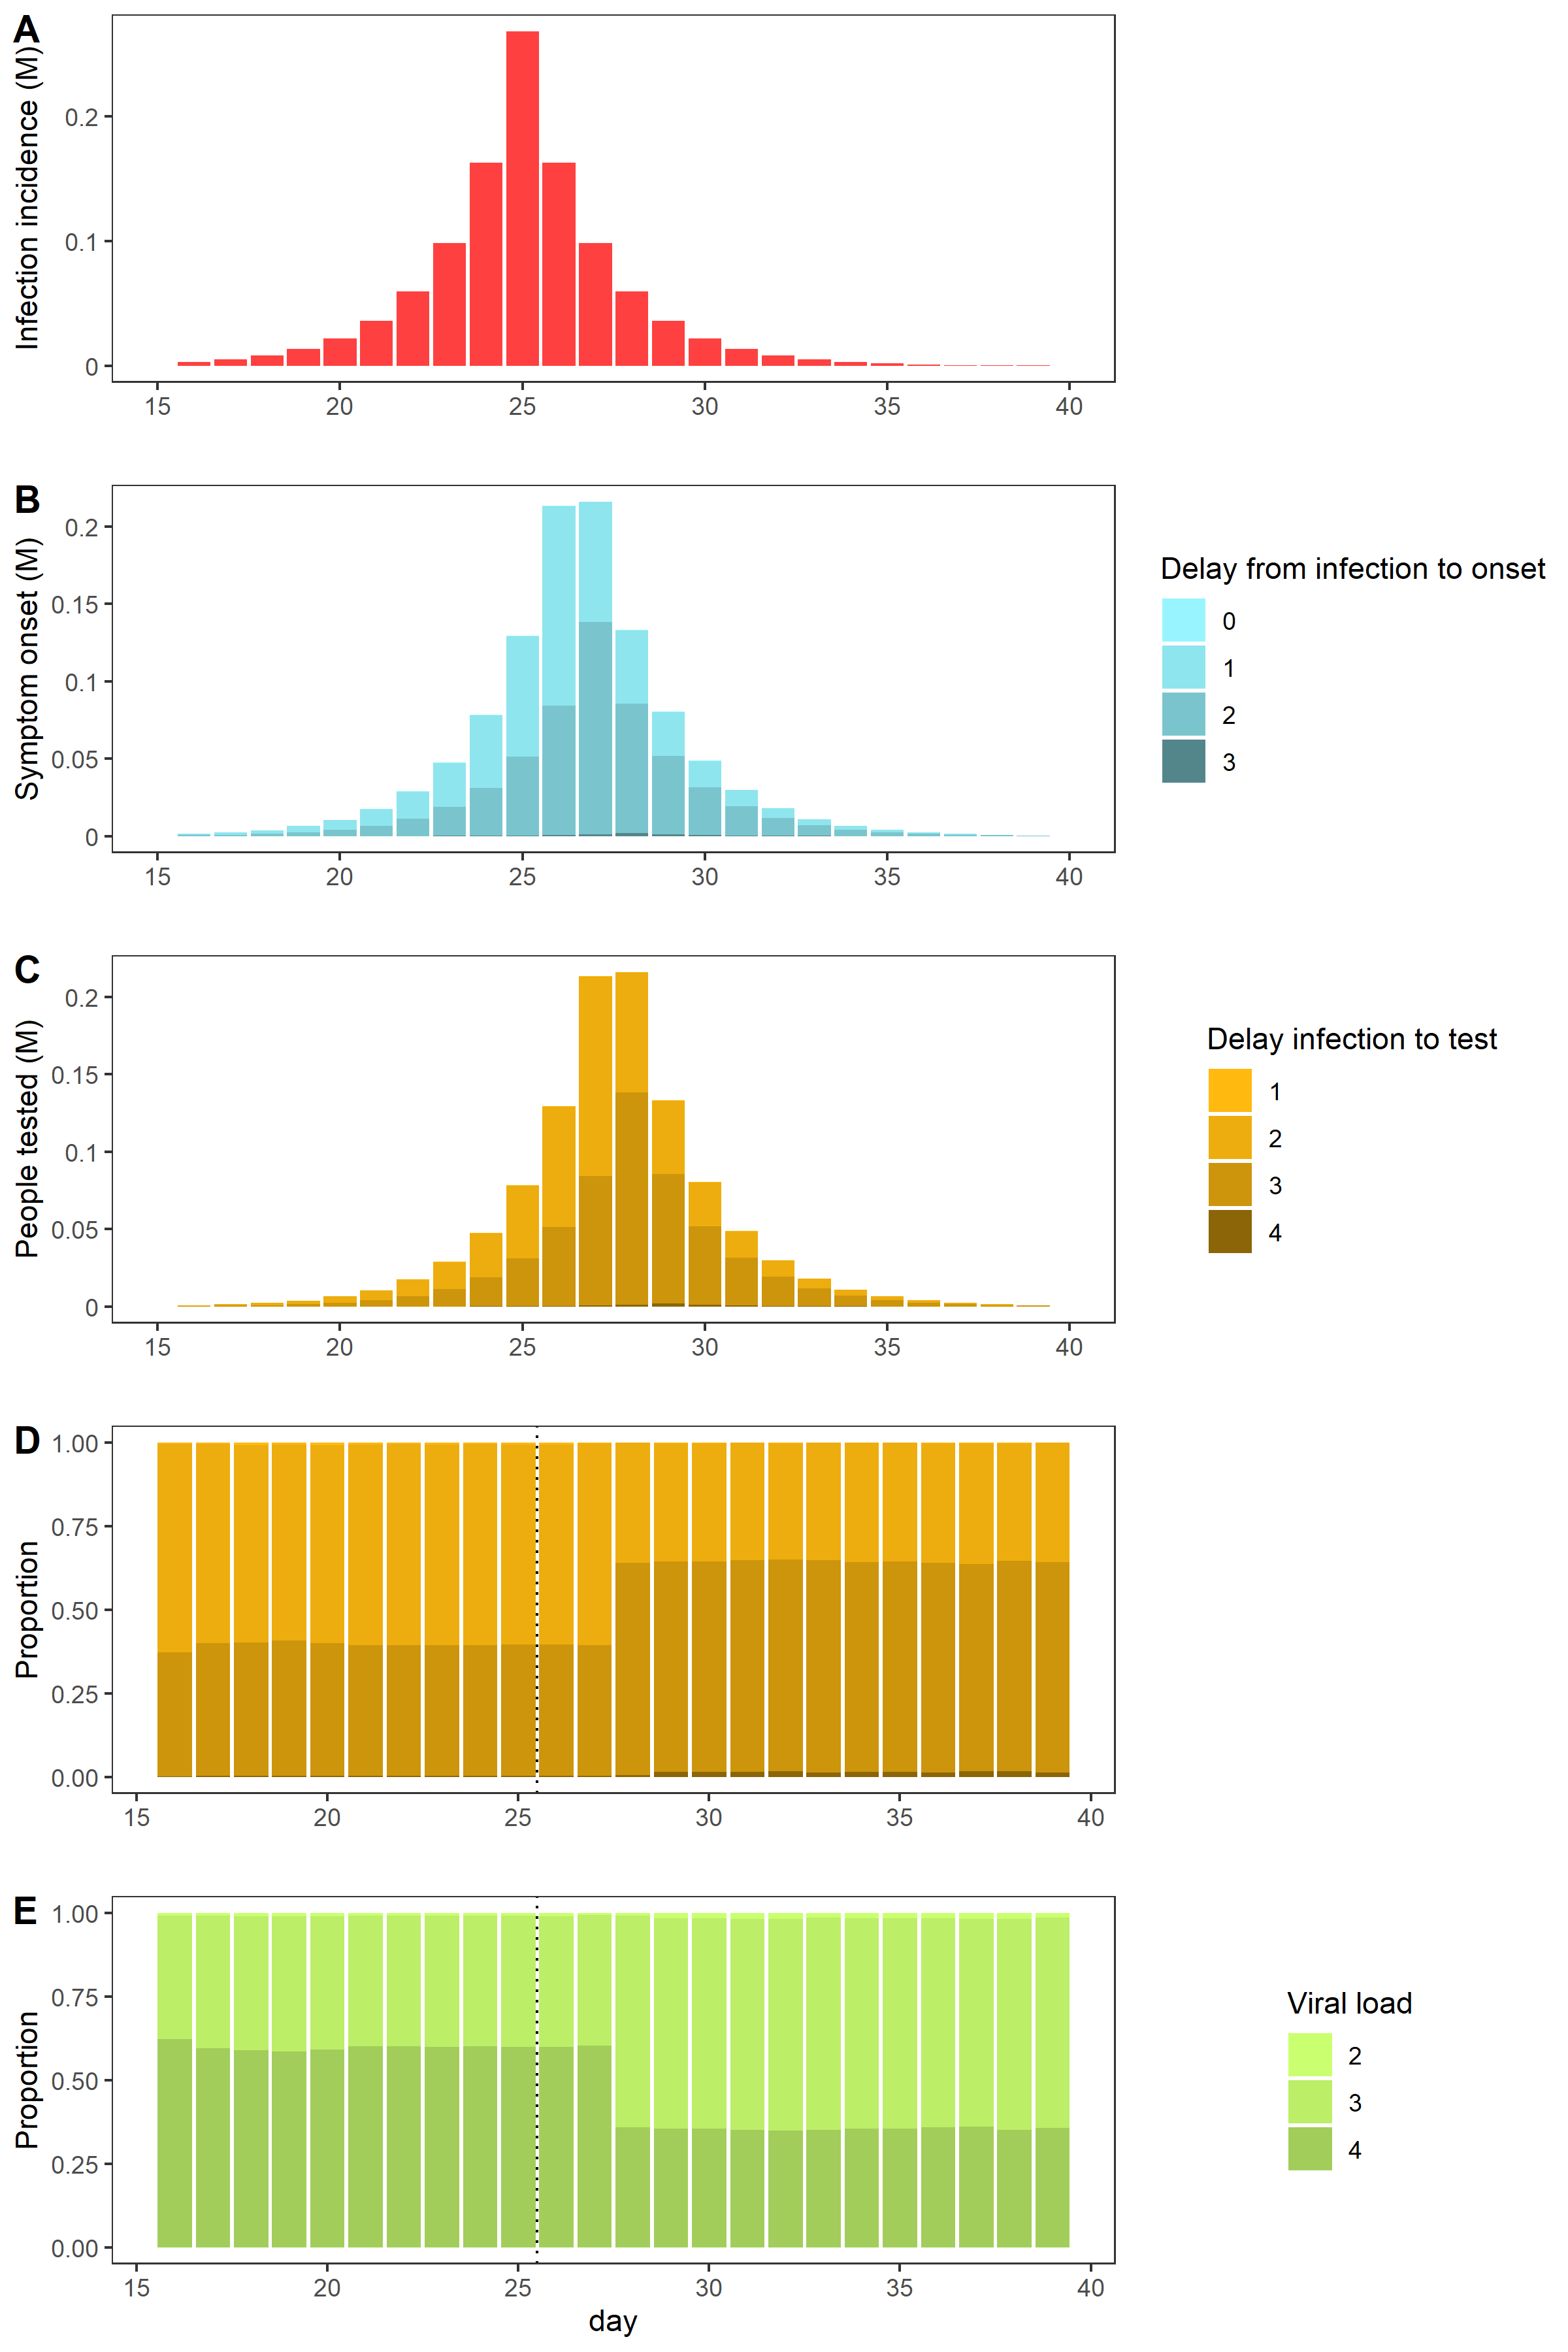 A
Infection incidence (M)
0.2
0.1
0
15 20 25 30 35 40
B
Symptom onset (M)
0.2
0.15
0.1
0.05
0
15 20 25 30 35 40
Delay from infection to onset
0
1
2
3
C
People tested (M)
0.2
0.15
0.1
0.05
0
15 20 25 30 35 40
Delay infection to test
1
2
3
4
D
Proportion
1.00
0.75
0.50
0.25
0.00
15 20 25 30 35 40
E
Proportion
1.00
0.75
0.50
0.25
0.00
15 20 25 30 35 40
day
Viral load
2
3
4